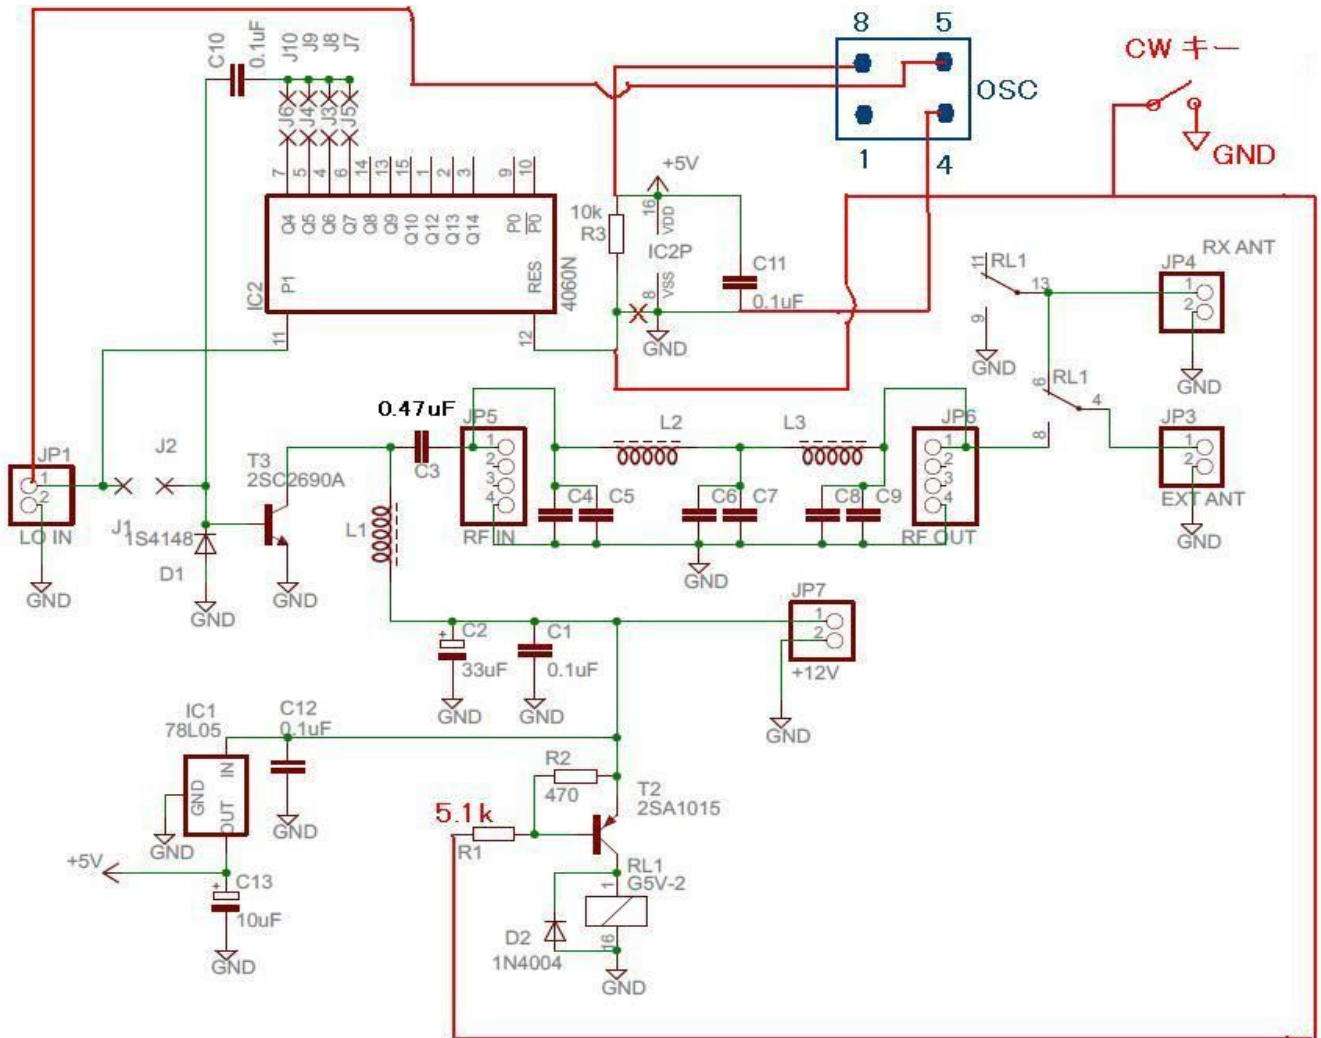 C10
0.1uF
J10
J9
J8
J7
J6
J4
J3
J5
7
5
4
6
14
13
15
1
2
3
9
10
Q4
Q5
Q6
Q7
Q8
Q9
Q10
Q12
Q13
Q14
P0
P0
P1
RES
IC2
4060N
11
12
8
5
OSC
1
4
CW キー
GND
+5V
10k
R3
16
VDD
IC2P
8
VSS
C11
0.1uF
GND
11
RL1
13
9
GND
RX ANT
JP4
1
2
GND
RL1
6
4
8
JP3
1
2
EXT ANT
GND
JP1
1
2
LO IN
GND
J2
J1
1S4148
D1
GND
T3
2SC2690A
GND
0.47uF
C3
L1
JP5
1
2
3
4
RF IN
L2
L3
C4
C5
C6
C7
C8
C9
GND
JP6
1
2
3
4
RF OUT
C2
+
33uF
GND
C1
0.1uF
GND
JP7
1
2
+12V
GND
IC1
78L05
IN
GND
OUT
GND
C12
0.1uF
GND
+5V
C13
+
10uF
GND
R2
470
T2
2SA1015
5.1k
R1
RL1
G5V-2
1
16
D2
1N4004
GND